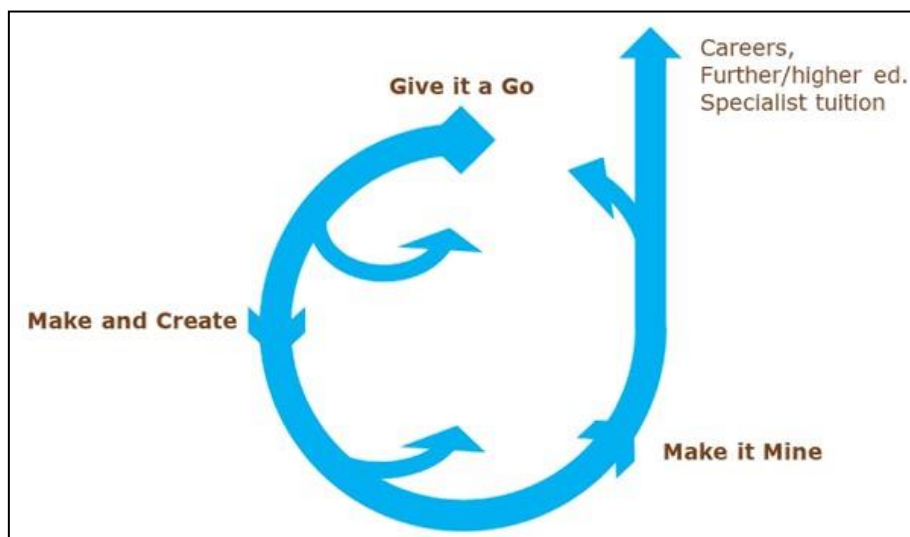 Give it a Go
Careers,
Further/higher ed.
Specialist tuition
Make and Create
Make it Mine